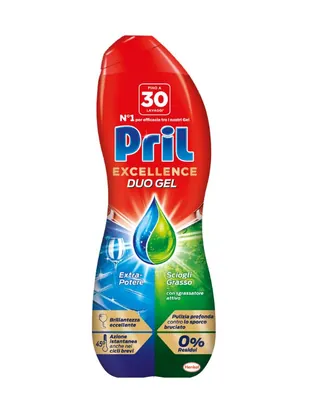 FINO A
30
LAVAGGI
N°1 per efficacia tra i nostri Gel
Pril
EXCELLENCE
DUO GEL
Extra-
Potere
Sciogli
Grasso
con sgrassatore
attivo
Brillantezza
eccellente
Pulizia profonda
contro lo sporco
bruciato
45°
Azione
istantanea
anche nei
cicli brevi
0%
Residui
Henkel